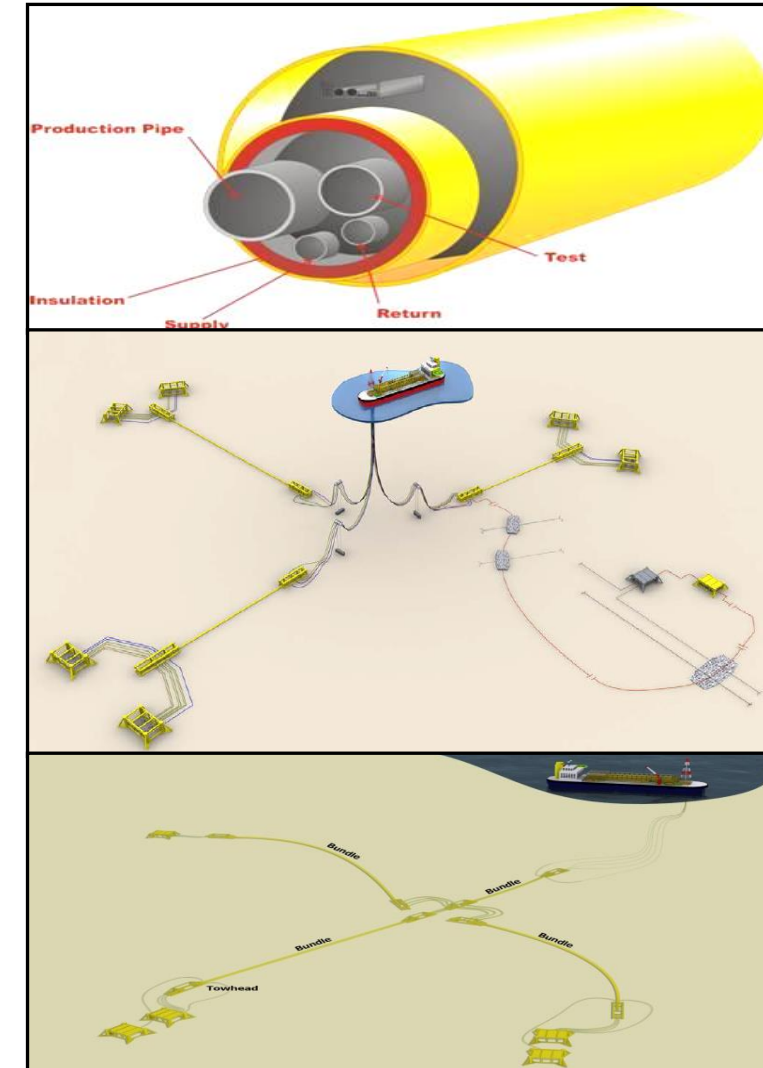 Production Pipe
Test
Insulation
Return
Supply
Bundle
Bundle
Bundle
Bundle
Towhead